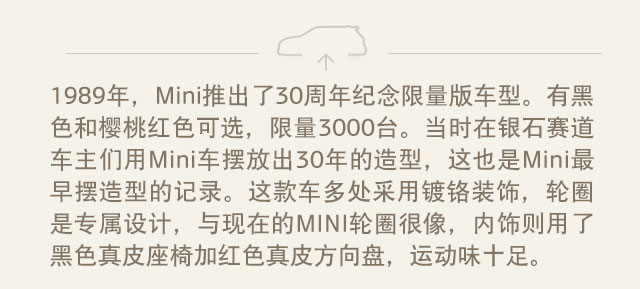 1989年，Mini推出了30周年纪念限量版车型。有黑
色和樱桃红色可选，限量3000台。当时在银石赛道
车主们用Mini车摆放出30年的造型，这也是Mini最
早摆造型的记录。这款车多处采用镀铬装饰，轮圈
是专属设计，与现在的MINI轮圈很像，内饰则用了
黑色真皮座椅加红色真皮方向盘，运动味十足。